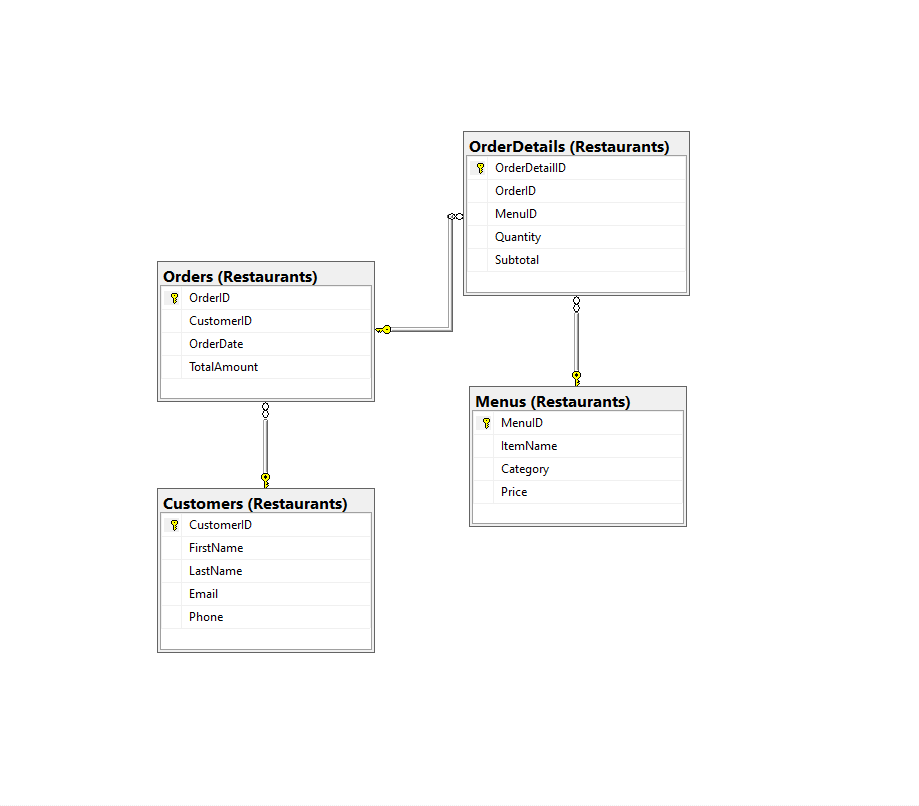 OrderDetails (Restaurants)
OrderDetailID
OrderID
MenuID
Quantity
Subtotal
Orders (Restaurants)
OrderID
CustomerID
OrderDate
TotalAmount
Menus (Restaurants)
MenuID
ItemName
Category
Price
Customers (Restaurants)
CustomerID
FirstName
LastName
Email
Phone